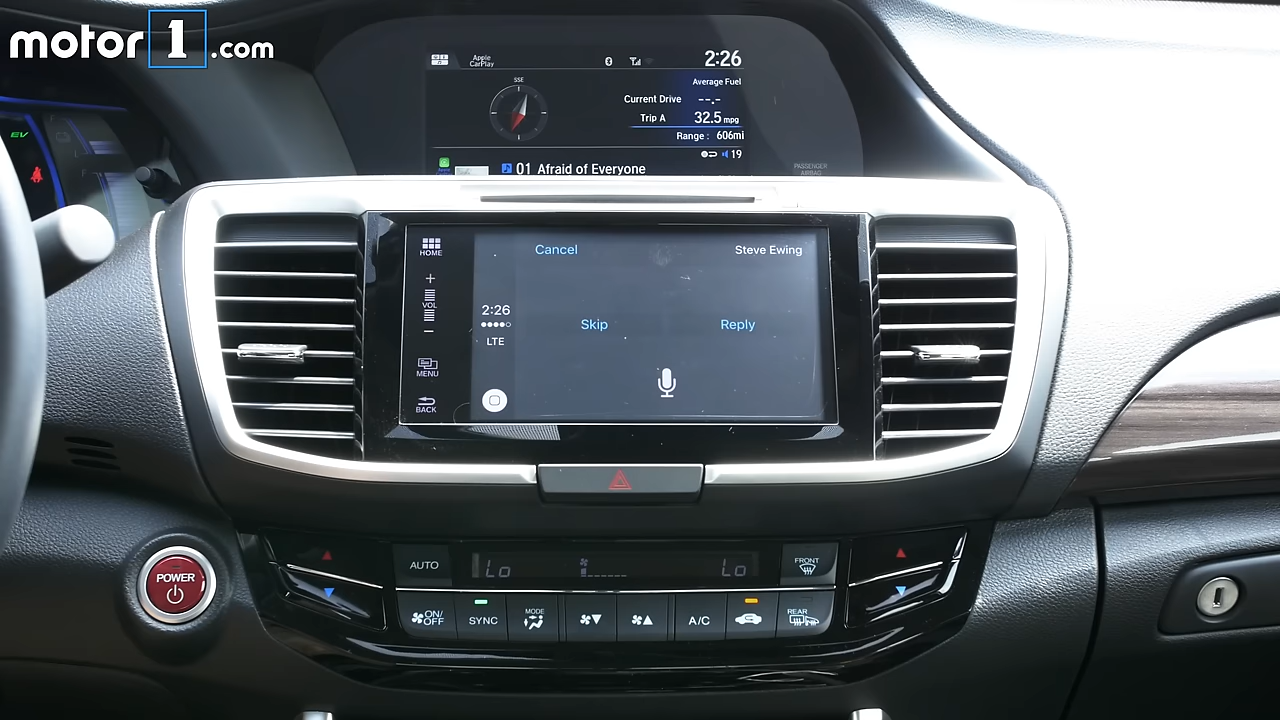 motor1.com
Apple
CarPlay
2:26
SSE
Average Fuel
Current Drive --.-
Trip A 32.5 mpg
Range : 606mi
19
01 Afraid of Everyone
PASSENGER
AIRBAG
EV
HOME
Cancel
Steve Ewing
+
VOL
−
2:26
LTE
Skip
Reply
MENU
BACK
POWER
AUTO
Lo
Lo
FRONT
ON/
OFF
SYNC
MODE
A/C
REAR